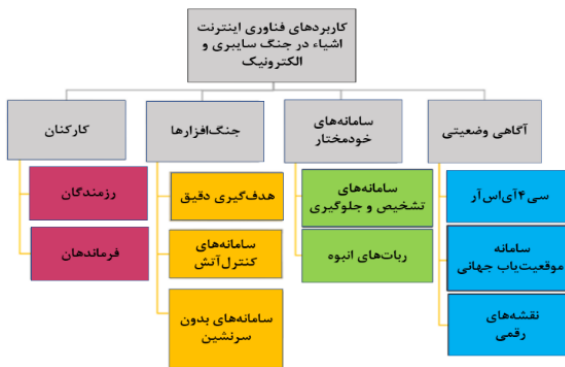 کاربردهای فناوری اینترنت
اشیاء در جنگ سایبری و
الکترونیک
آگاهی وضعیتی
سامانه‌های
خودمختار
جنگ‌افزارها
کارکنان
سی۴آی‌اس‌آر
سامانه
موقعیت‌یاب جهانی
نقشه‌های
رقمی
سامانه‌های
تشخیص و جلوگیری
ربات‌های انبوه
هدف‌گیری دقیق
سامانه‌های
کنترل‌آتش
سامانه‌های بدون
سرنشین
رزمندگان
فرماندهان